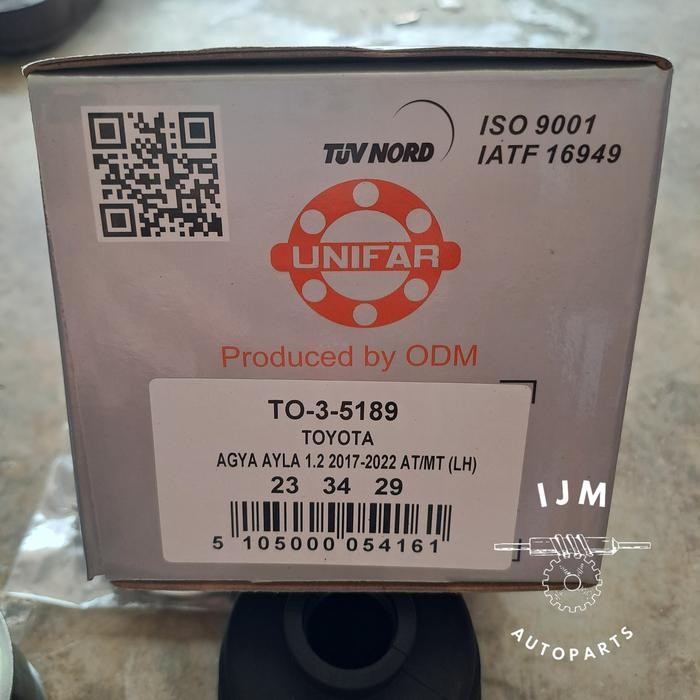 TÜV NORD
ISO 9001
IATF 16949
UNIFAR
Produced by ODM
TO-3-5189
TOYOTA
AGYA AYLA 1.2 2017-2022 AT/MT (LH)
23 34 29
5 105000 054161
IJM
AUTOPARTS